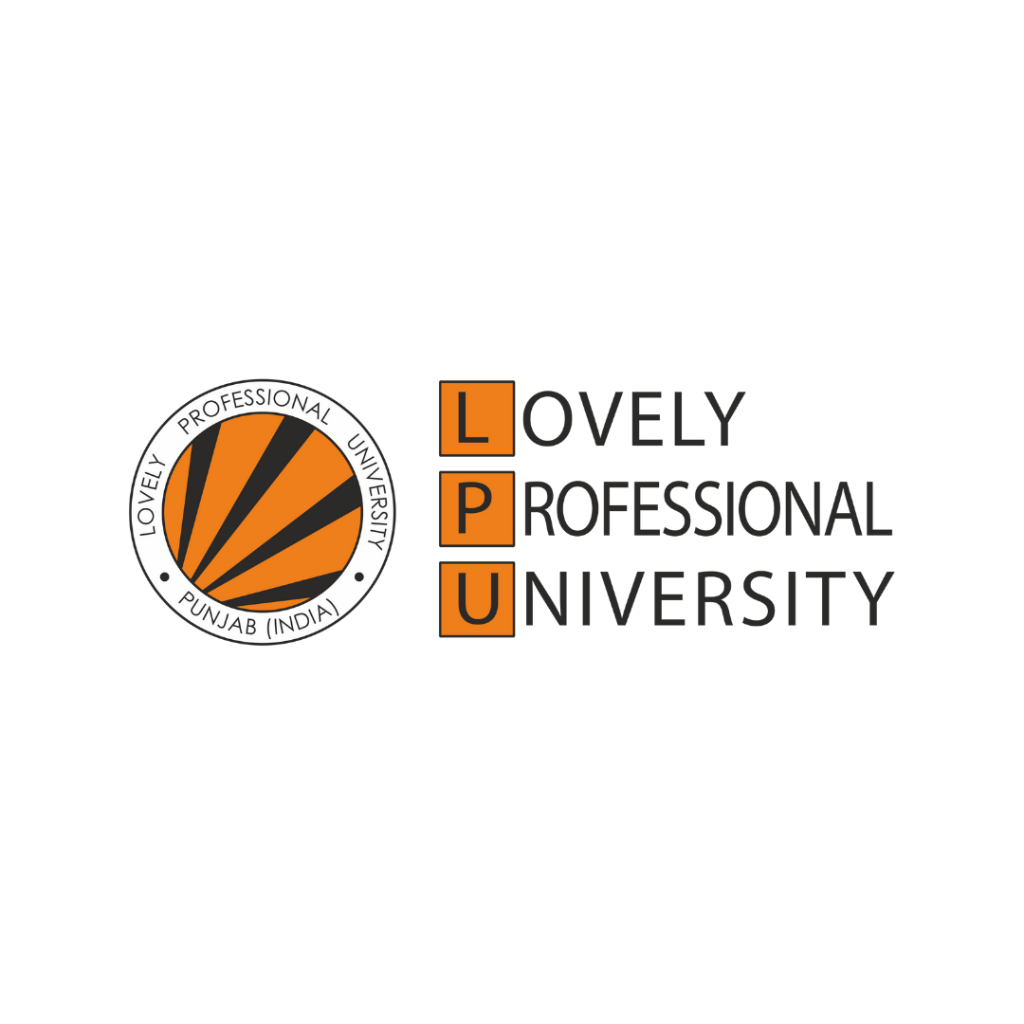 LOVELY PROFESSIONAL UNIVERSITY
• PUNJAB (INDIA) •
LOVELY
PROFESSIONAL
UNIVERSITY